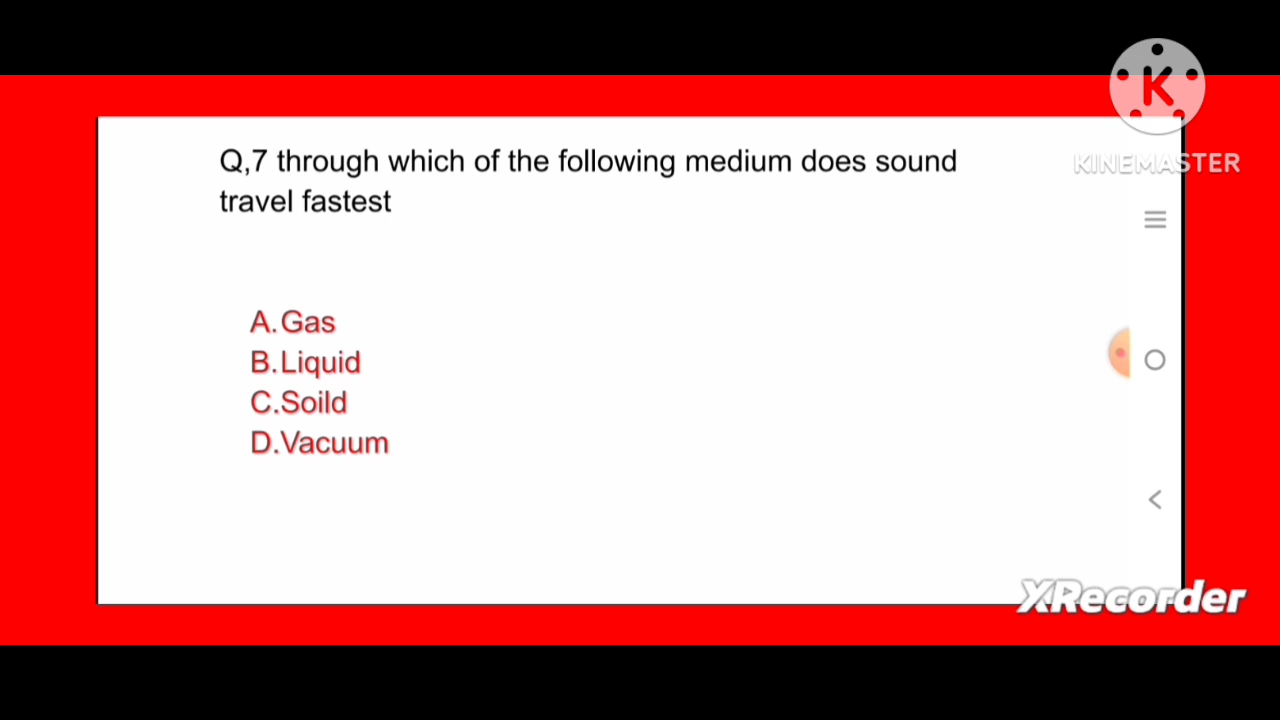 K
KINEMASTER
Q,7 through which of the following medium does sound
travel fastest
A.Gas
B.Liquid
C.Soild
D.Vacuum
XRecorder